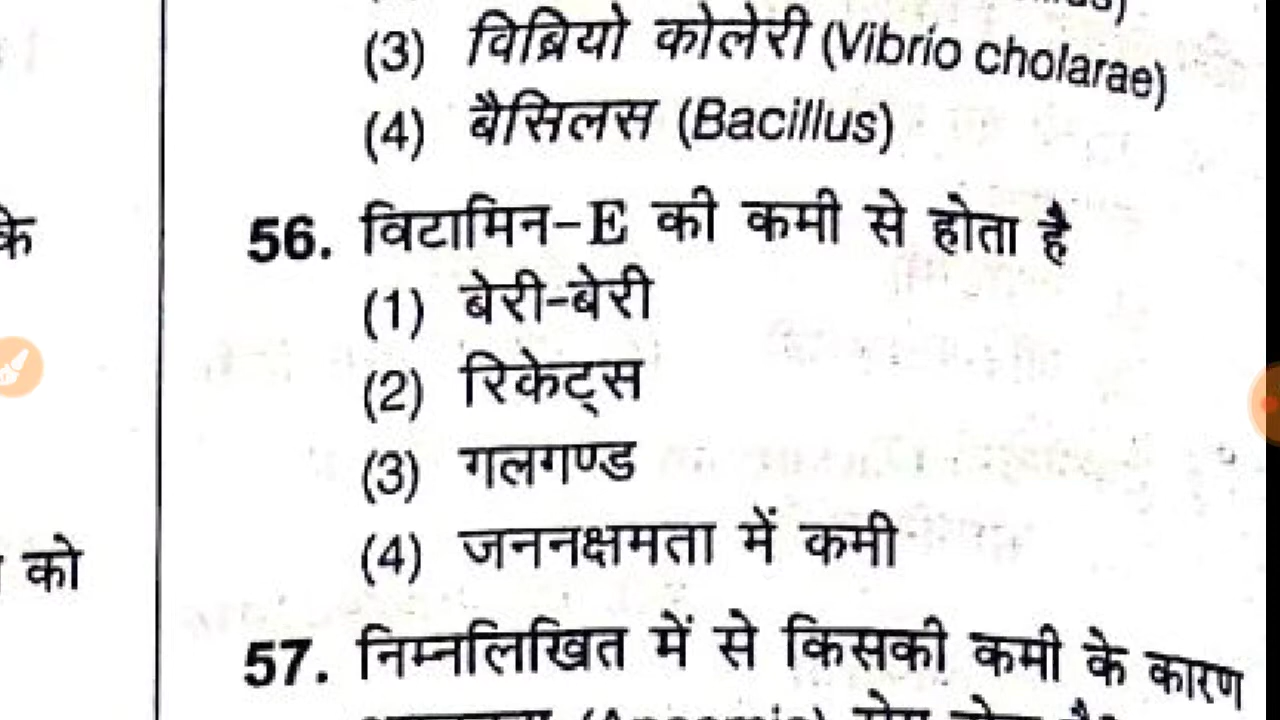 (3) विब्रियो कोलेरी (Vibrio cholarae)
(4) बैसिलस (Bacillus)
के
56. विटामिन-E की कमी से होता है
(1) बेरी-बेरी
(2) रिकेट्स
(3) गलगण्ड
(4) जननक्षमता में कमी
को
57. निम्नलिखित में से किसकी कमी के कारण